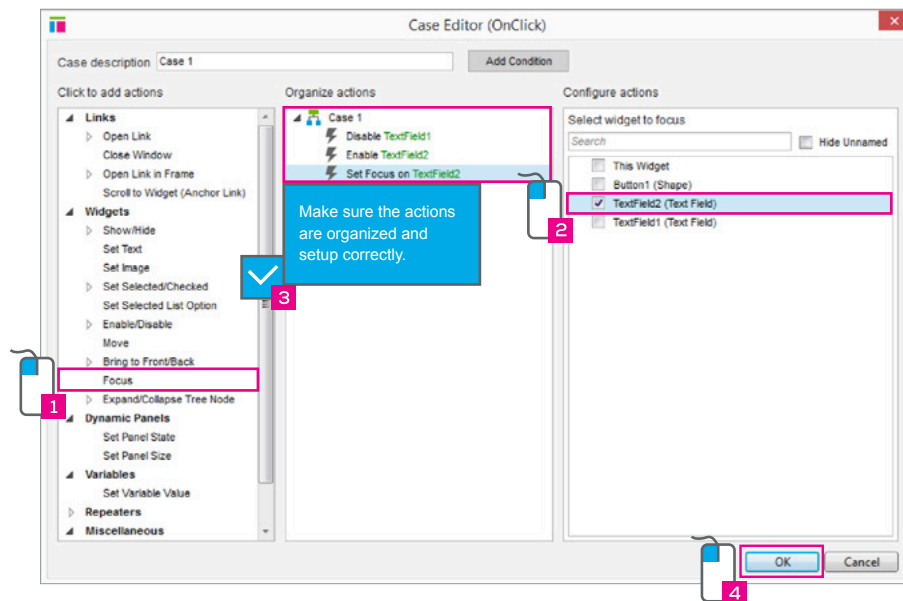 Case Editor (OnClick)
Case description
Case 1
Add Condition
Click to add actions
Links
Open Link
Close Window
Open Link in Frame
Scroll to Widget (Anchor Link)
Widgets
Show/Hide
Set Text
Set Image
Set Selected/Checked
Set Selected List Option
Enable/Disable
Move
Bring to Front/Back
Focus
Expand/Collapse Tree Node
Dynamic Panels
Set Panel State
Set Panel Size
Variables
Set Variable Value
Repeaters
Miscellaneous
1
Organize actions
Case 1
Disable TextField1
Enable TextField2
Set Focus on TextField2
Make sure the actions
are organized and
setup correctly.
3
Configure actions
Select widget to focus
Search
Hide Unnamed
This Widget
Button1 (Shape)
TextField2 (Text Field)
TextField1 (Text Field)
2
OK
Cancel
4